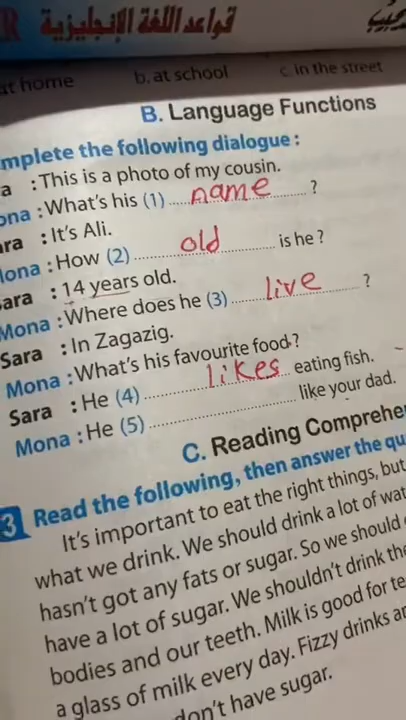 R قواعد اللغة الإنجليزية
at home b. at school c. in the street
B. Language Functions
mplete the following dialogue:
a : This is a photo of my cousin.
ona : What's his (1) name ?
ra : It's Ali.
Mona : How (2) old is he ?
ara : 14 years old.
Mona : Where does he (3) live ?
Sara : In Zagazig.
Mona : What's his favourite food?
Sara : He (4) likes eating fish.
Mona : He (5) like your dad.
C. Reading Comprehe
3 Read the following, then answer the qu
It's important to eat the right things, but
what we drink. We should drink a lot of wat
hasn't got any fats or sugar. So we should
have a lot of sugar. We shouldn't drink the
bodies and our teeth. Milk is good for te
a glass of milk every day. Fizzy drinks ar
don't have sugar.